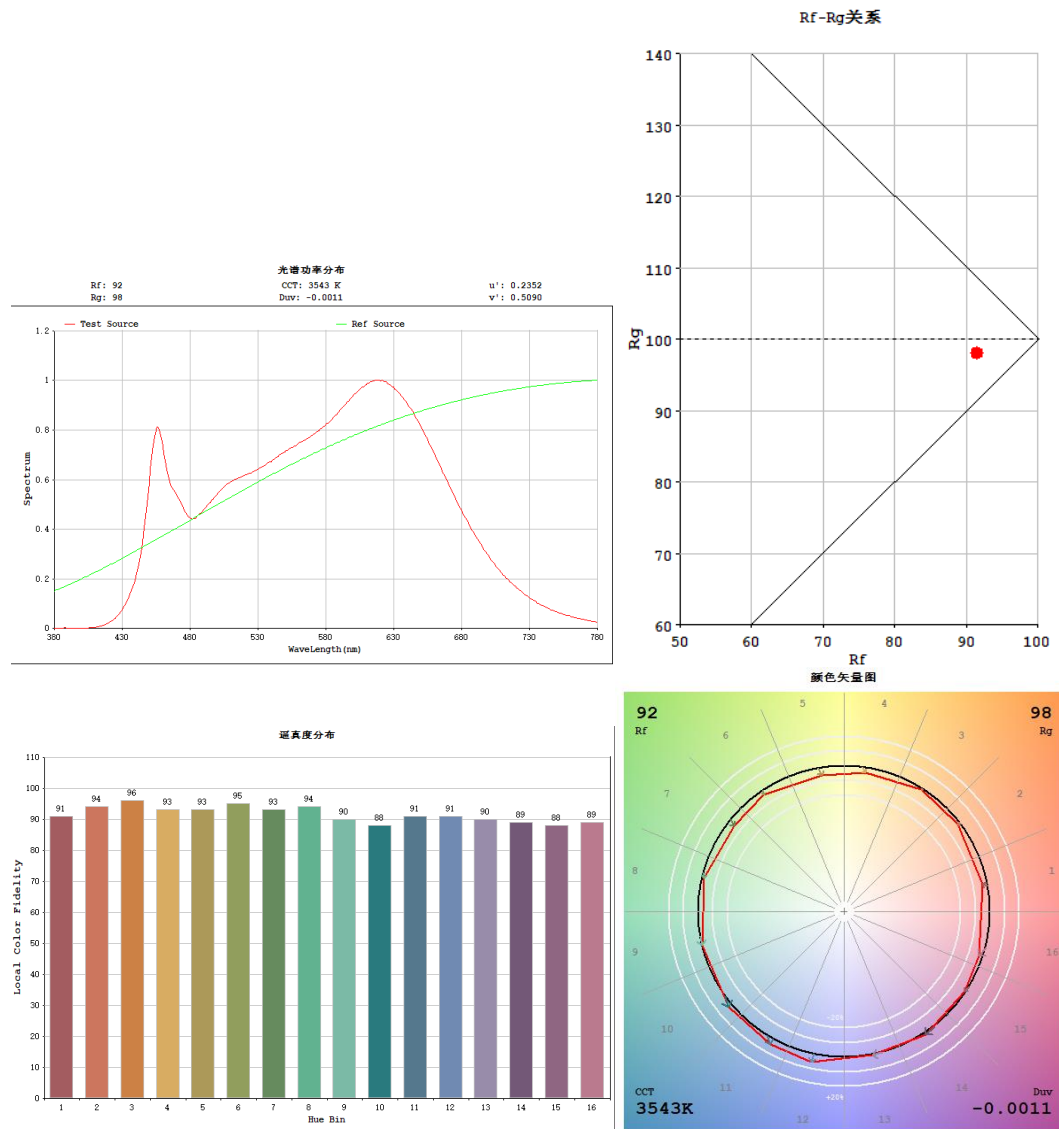 Rf-Rg关系
140
130
120
110
100
90
80
70
60
Rg
50 60 70 80 90 100
Rf
光谱功率分布
Rf: 92 CCT: 3543 K u': 0.2352
Rg: 98 Duv: -0.0011 v': 0.5090
Test Source Ref Source
1.2
1
0.8
0.6
0.4
0.2
0
Spectrum
380 430 480 530 580 630 680 730 780
WaveLength(nm)
逼真度分布
110
100
90
80
70
60
50
40
30
20
10
0
Local Color Fidelity
91 94 96 93 93 95 93 94 90 88 91 91 90 89 88 89
1 2 3 4 5 6 7 8 9 10 11 12 13 14 15 16
Hue Bin
颜色矢量图
92 98
Rf Rg
5 4
6 3
7 2
8 1
9 16
10 15
11 14
12 13
-20%
+20%
CCT Duv
3543K -0.0011